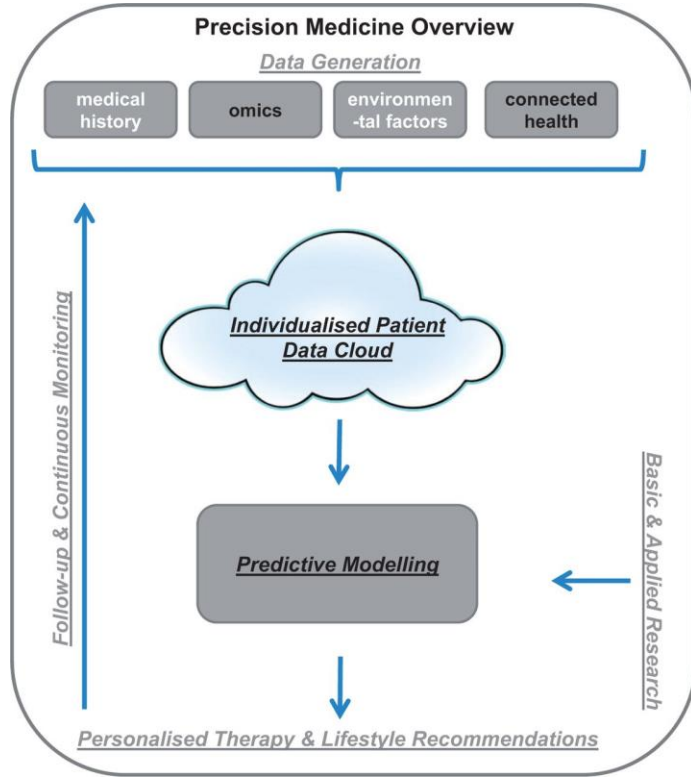 Precision Medicine Overview
Data Generation
medical
history
omics
environmen
-tal factors
connected
health
Individualised Patient
Data Cloud
Follow-up & Continuous Monitoring
Predictive Modelling
Basic & Applied Research
Personalised Therapy & Lifestyle Recommendations